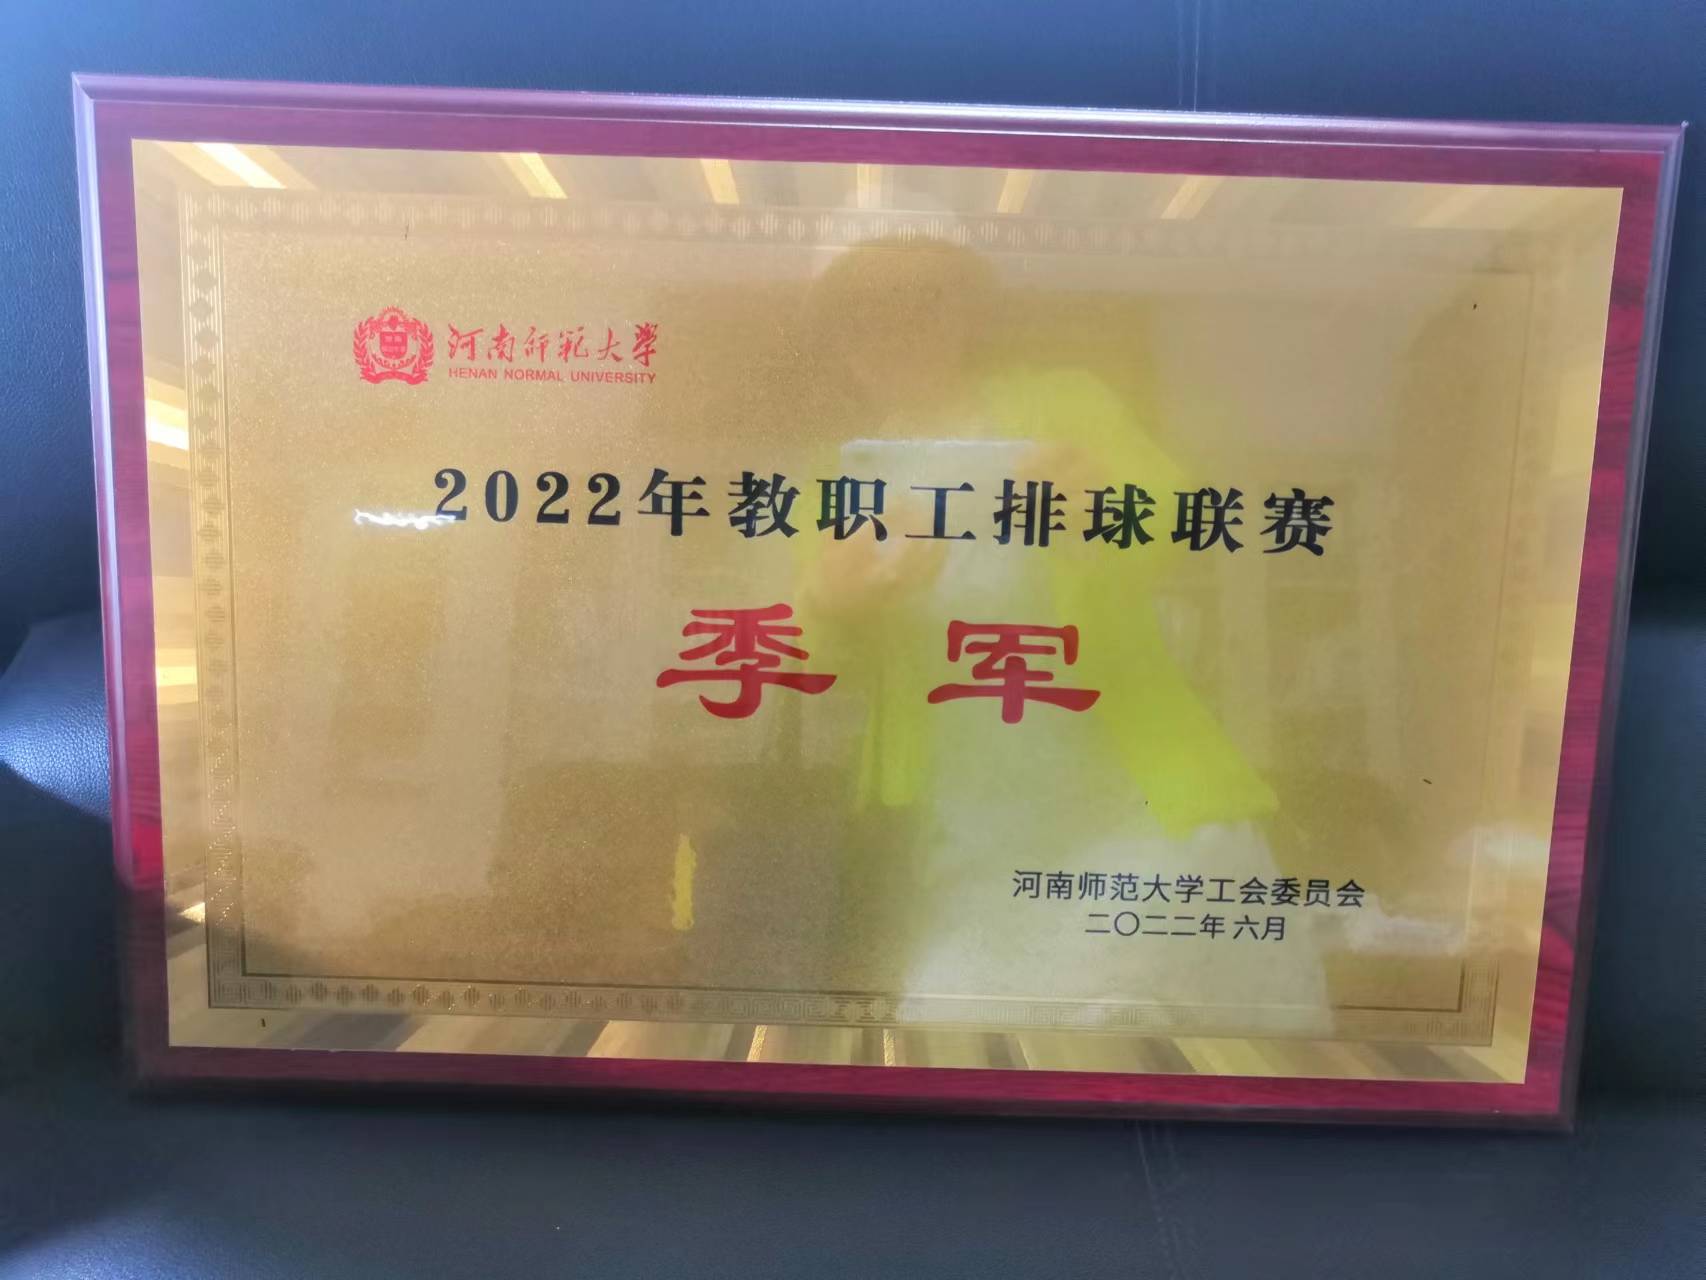 河南师范大学
HENAN NORMAL UNIVERSITY
2022年教职工排球联赛
季军
河南师范大学工会委员会
二〇二二年六月